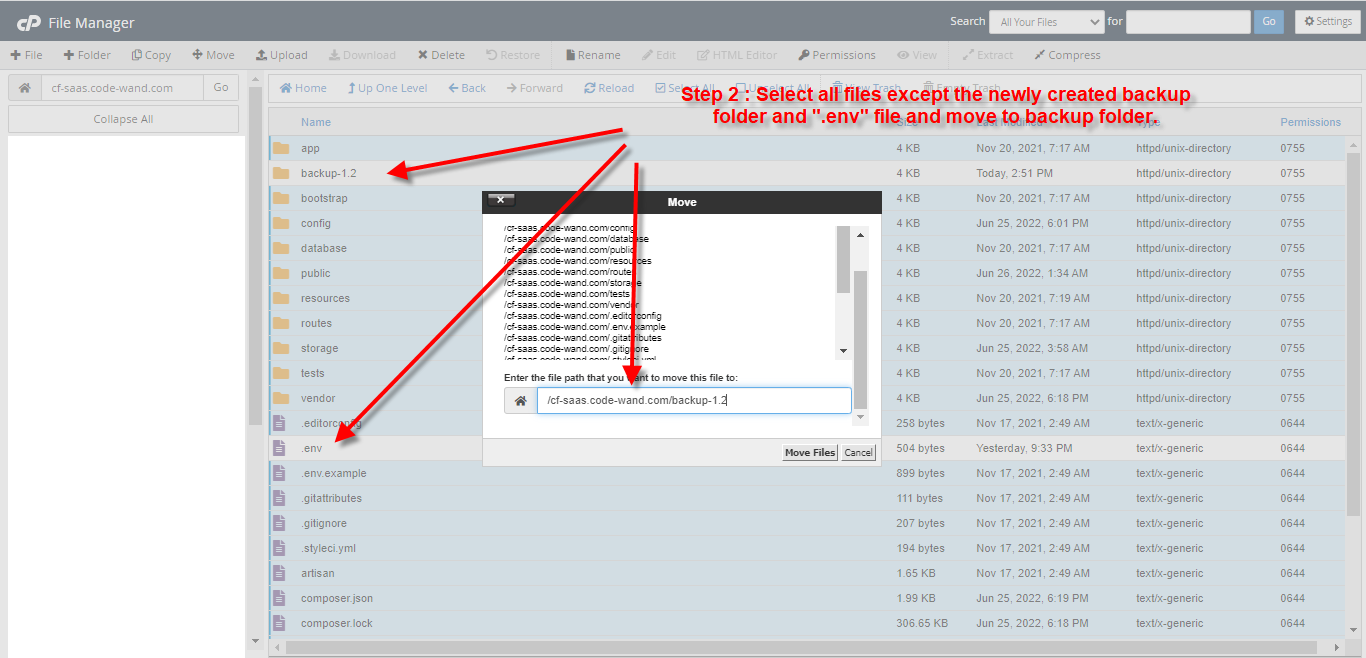 cP File Manager
Search All Your Files for Go Settings
File Folder Copy Move Upload Download Delete Restore Rename Edit HTML Editor Permissions View Extract Compress
cf-saas.code-wand.com Go
Collapse All
Home Up One Level Back Forward Reload Select All Unselect All View Trash Empty Trash
Step 2 : Select all files except the newly created backup
folder and ".env" file and move to backup folder.
Name Size Last Modified Type Permissions
app 4 KB Nov 20, 2021, 7:17 AM httpd/unix-directory 0755
backup-1.2 4 KB Today, 2:51 PM httpd/unix-directory 0755
bootstrap 4 KB Nov 20, 2021, 7:17 AM httpd/unix-directory 0755
config 4 KB Jun 25, 2022, 6:01 PM httpd/unix-directory 0755
database 4 KB Nov 20, 2021, 7:17 AM httpd/unix-directory 0755
public 4 KB Jun 26, 2022, 1:34 AM httpd/unix-directory 0755
resources 4 KB Nov 20, 2021, 7:19 AM httpd/unix-directory 0755
routes 4 KB Nov 20, 2021, 7:17 AM httpd/unix-directory 0755
storage 4 KB Jun 25, 2022, 3:58 AM httpd/unix-directory 0755
tests 4 KB Nov 20, 2021, 7:17 AM httpd/unix-directory 0755
vendor 4 KB Jun 25, 2022, 6:18 PM httpd/unix-directory 0755
.editorconfig 258 bytes Nov 17, 2021, 2:49 AM text/x-generic 0644
.env 504 bytes Yesterday, 9:33 PM text/x-generic 0644
.env.example 899 bytes Nov 17, 2021, 2:49 AM text/x-generic 0644
.gitattributes 111 bytes Nov 17, 2021, 2:49 AM text/x-generic 0644
.gitignore 207 bytes Nov 17, 2021, 2:49 AM text/x-generic 0644
.styleci.yml 194 bytes Nov 17, 2021, 2:49 AM text/x-generic 0644
artisan 1.65 KB Nov 17, 2021, 2:49 AM text/x-generic 0644
composer.json 1.99 KB Jun 25, 2022, 6:19 PM text/x-generic 0644
composer.lock 306.65 KB Jun 25, 2022, 6:18 PM text/x-generic 0644
Move
/cf-saas.code-wand.com/config
/cf-saas.code-wand.com/database
/cf-saas.code-wand.com/public
/cf-saas.code-wand.com/resources
/cf-saas.code-wand.com/routes
/cf-saas.code-wand.com/storage
/cf-saas.code-wand.com/tests
/cf-saas.code-wand.com/vendor
/cf-saas.code-wand.com/.editorconfig
/cf-saas.code-wand.com/.env.example
/cf-saas.code-wand.com/.gitattributes
/cf-saas.code-wand.com/.gitignore
/cf-saas.code-wand.com/.styleci.yml
Enter the file path that you want to move this file to:
/cf-saas.code-wand.com/backup-1.2
Move Files Cancel